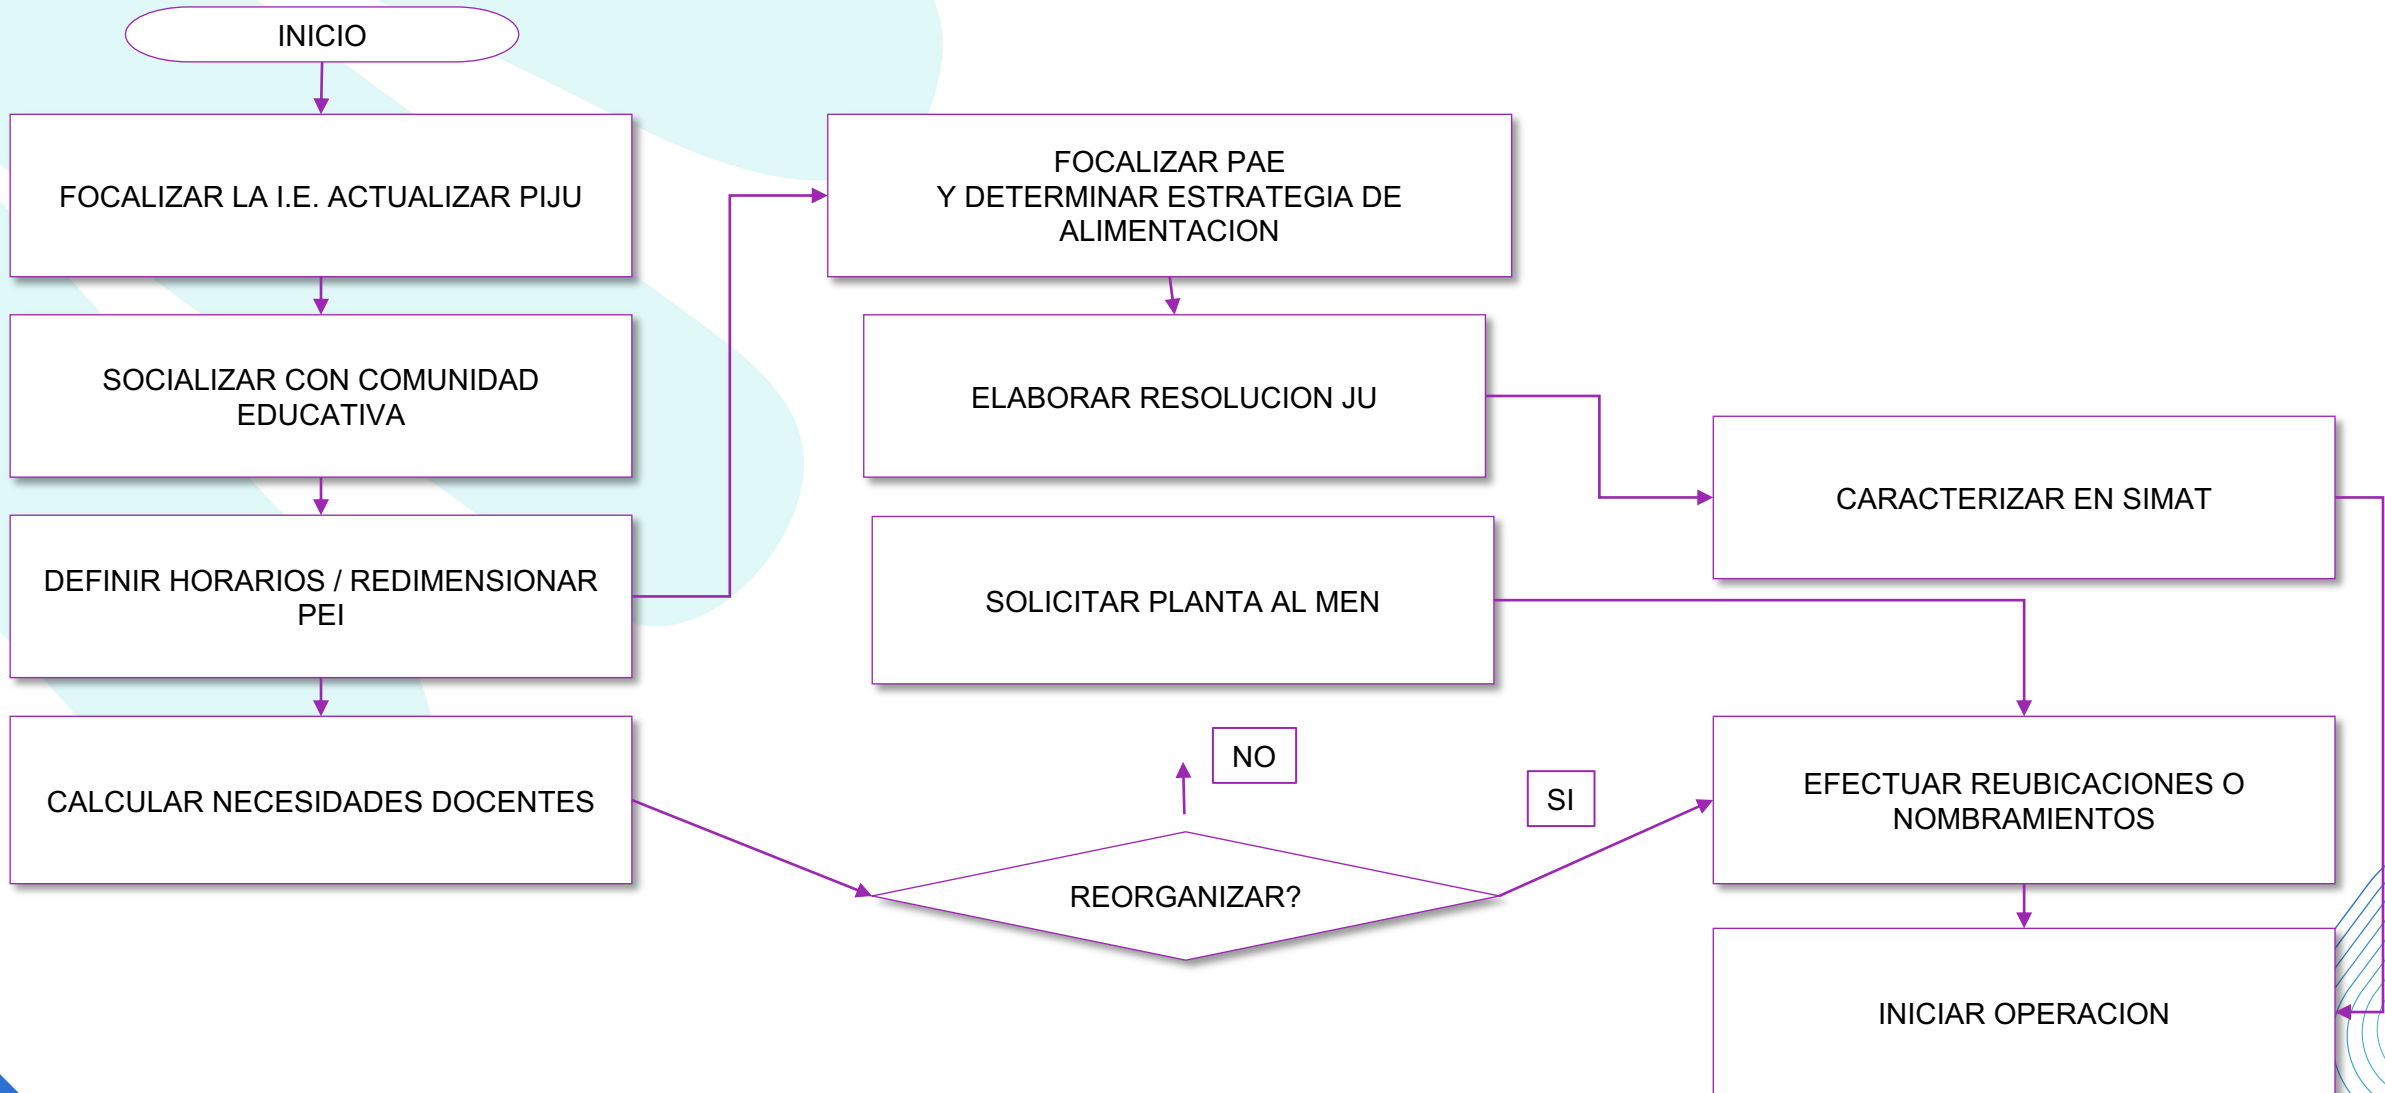 INICIO
FOCALIZAR LA I.E. ACTUALIZAR PIJU
SOCIALIZAR CON COMUNIDAD
EDUCATIVA
DEFINIR HORARIOS / REDIMENSIONAR
PEI
CALCULAR NECESIDADES DOCENTES
FOCALIZAR PAE
Y DETERMINAR ESTRATEGIA DE
ALIMENTACION
ELABORAR RESOLUCION JU
SOLICITAR PLANTA AL MEN
NO
REORGANIZAR?
SI
CARACTERIZAR EN SIMAT
EFECTUAR REUBICACIONES O
NOMBRAMIENTOS
INICIAR OPERACION